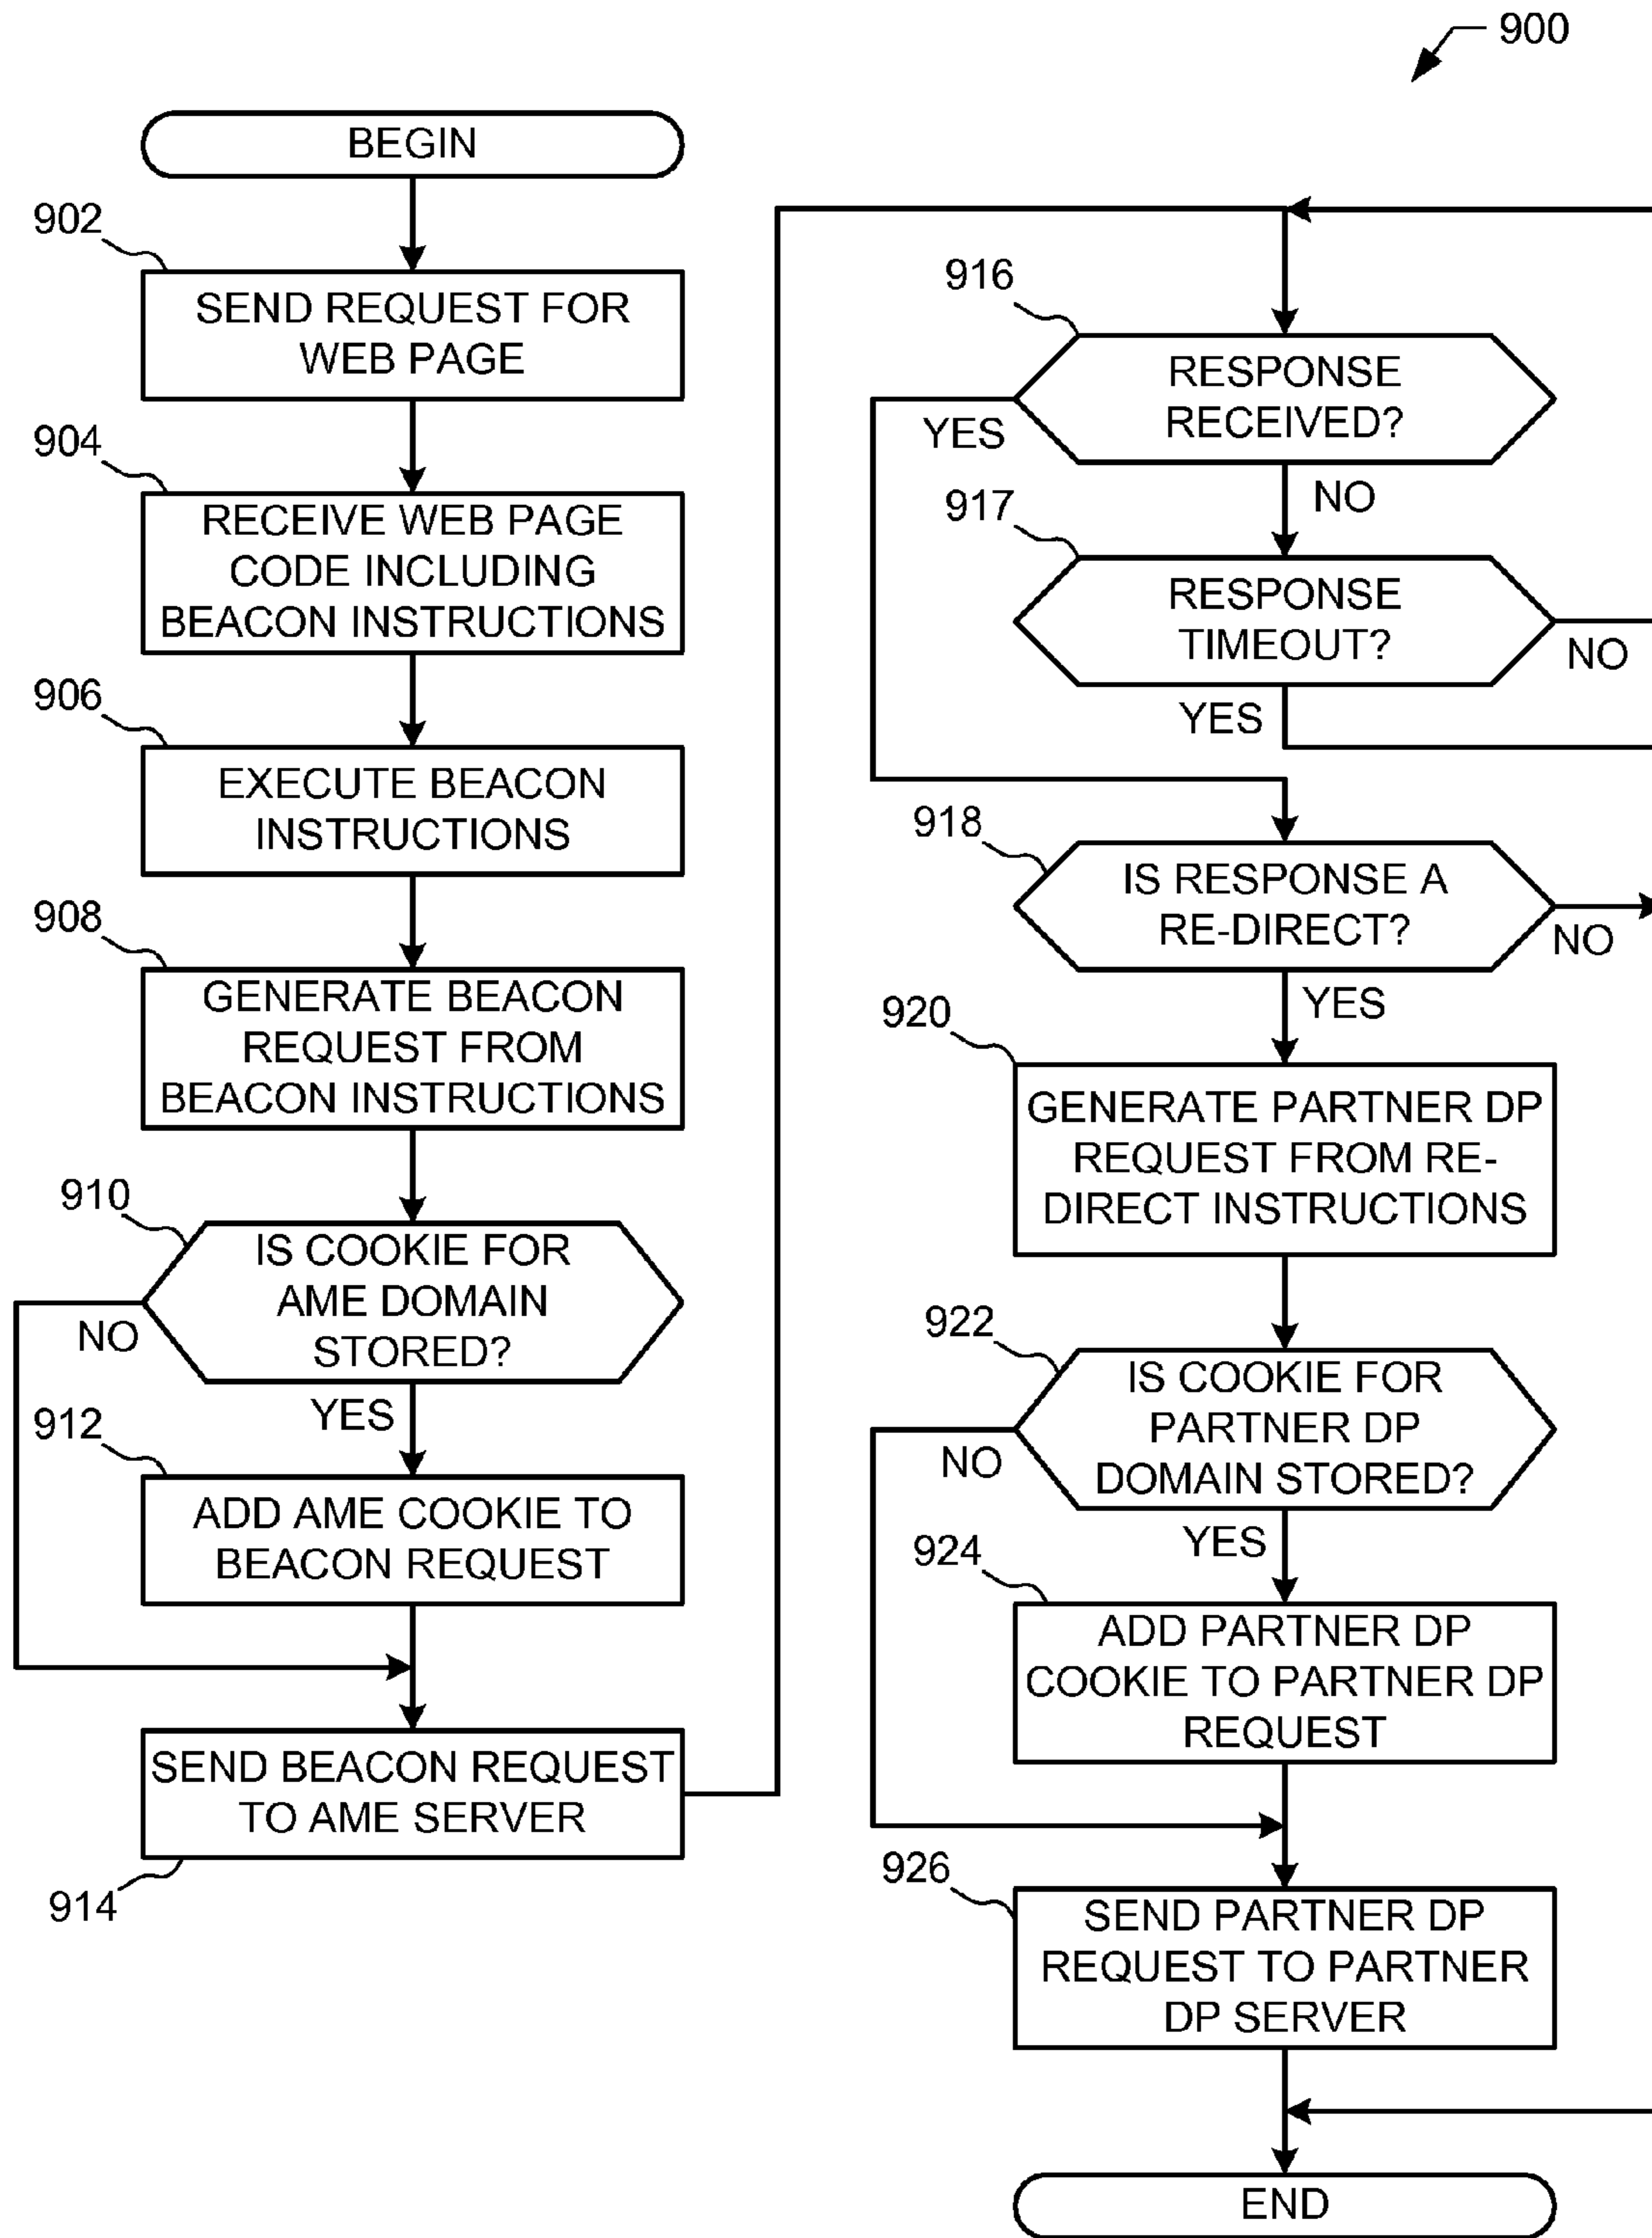 900
BEGIN
902
SEND REQUEST FOR
WEB PAGE
904
RECEIVE WEB PAGE
CODE INCLUDING
BEACON INSTRUCTIONS
906
EXECUTE BEACON
INSTRUCTIONS
908
GENERATE BEACON
REQUEST FROM
BEACON INSTRUCTIONS
910
IS COOKIE FOR
AME DOMAIN
STORED?
NO
YES
912
ADD AME COOKIE TO
BEACON REQUEST
SEND BEACON REQUEST
TO AME SERVER
914
916
RESPONSE
RECEIVED?
YES
NO
917
RESPONSE
TIMEOUT?
NO
YES
918
IS RESPONSE A
RE-DIRECT?
NO
YES
920
GENERATE PARTNER DP
REQUEST FROM RE-
DIRECT INSTRUCTIONS
922
IS COOKIE FOR
PARTNER DP
DOMAIN STORED?
NO
YES
924
ADD PARTNER DP
COOKIE TO PARTNER DP
REQUEST
926
SEND PARTNER DP
REQUEST TO PARTNER
DP SERVER
END